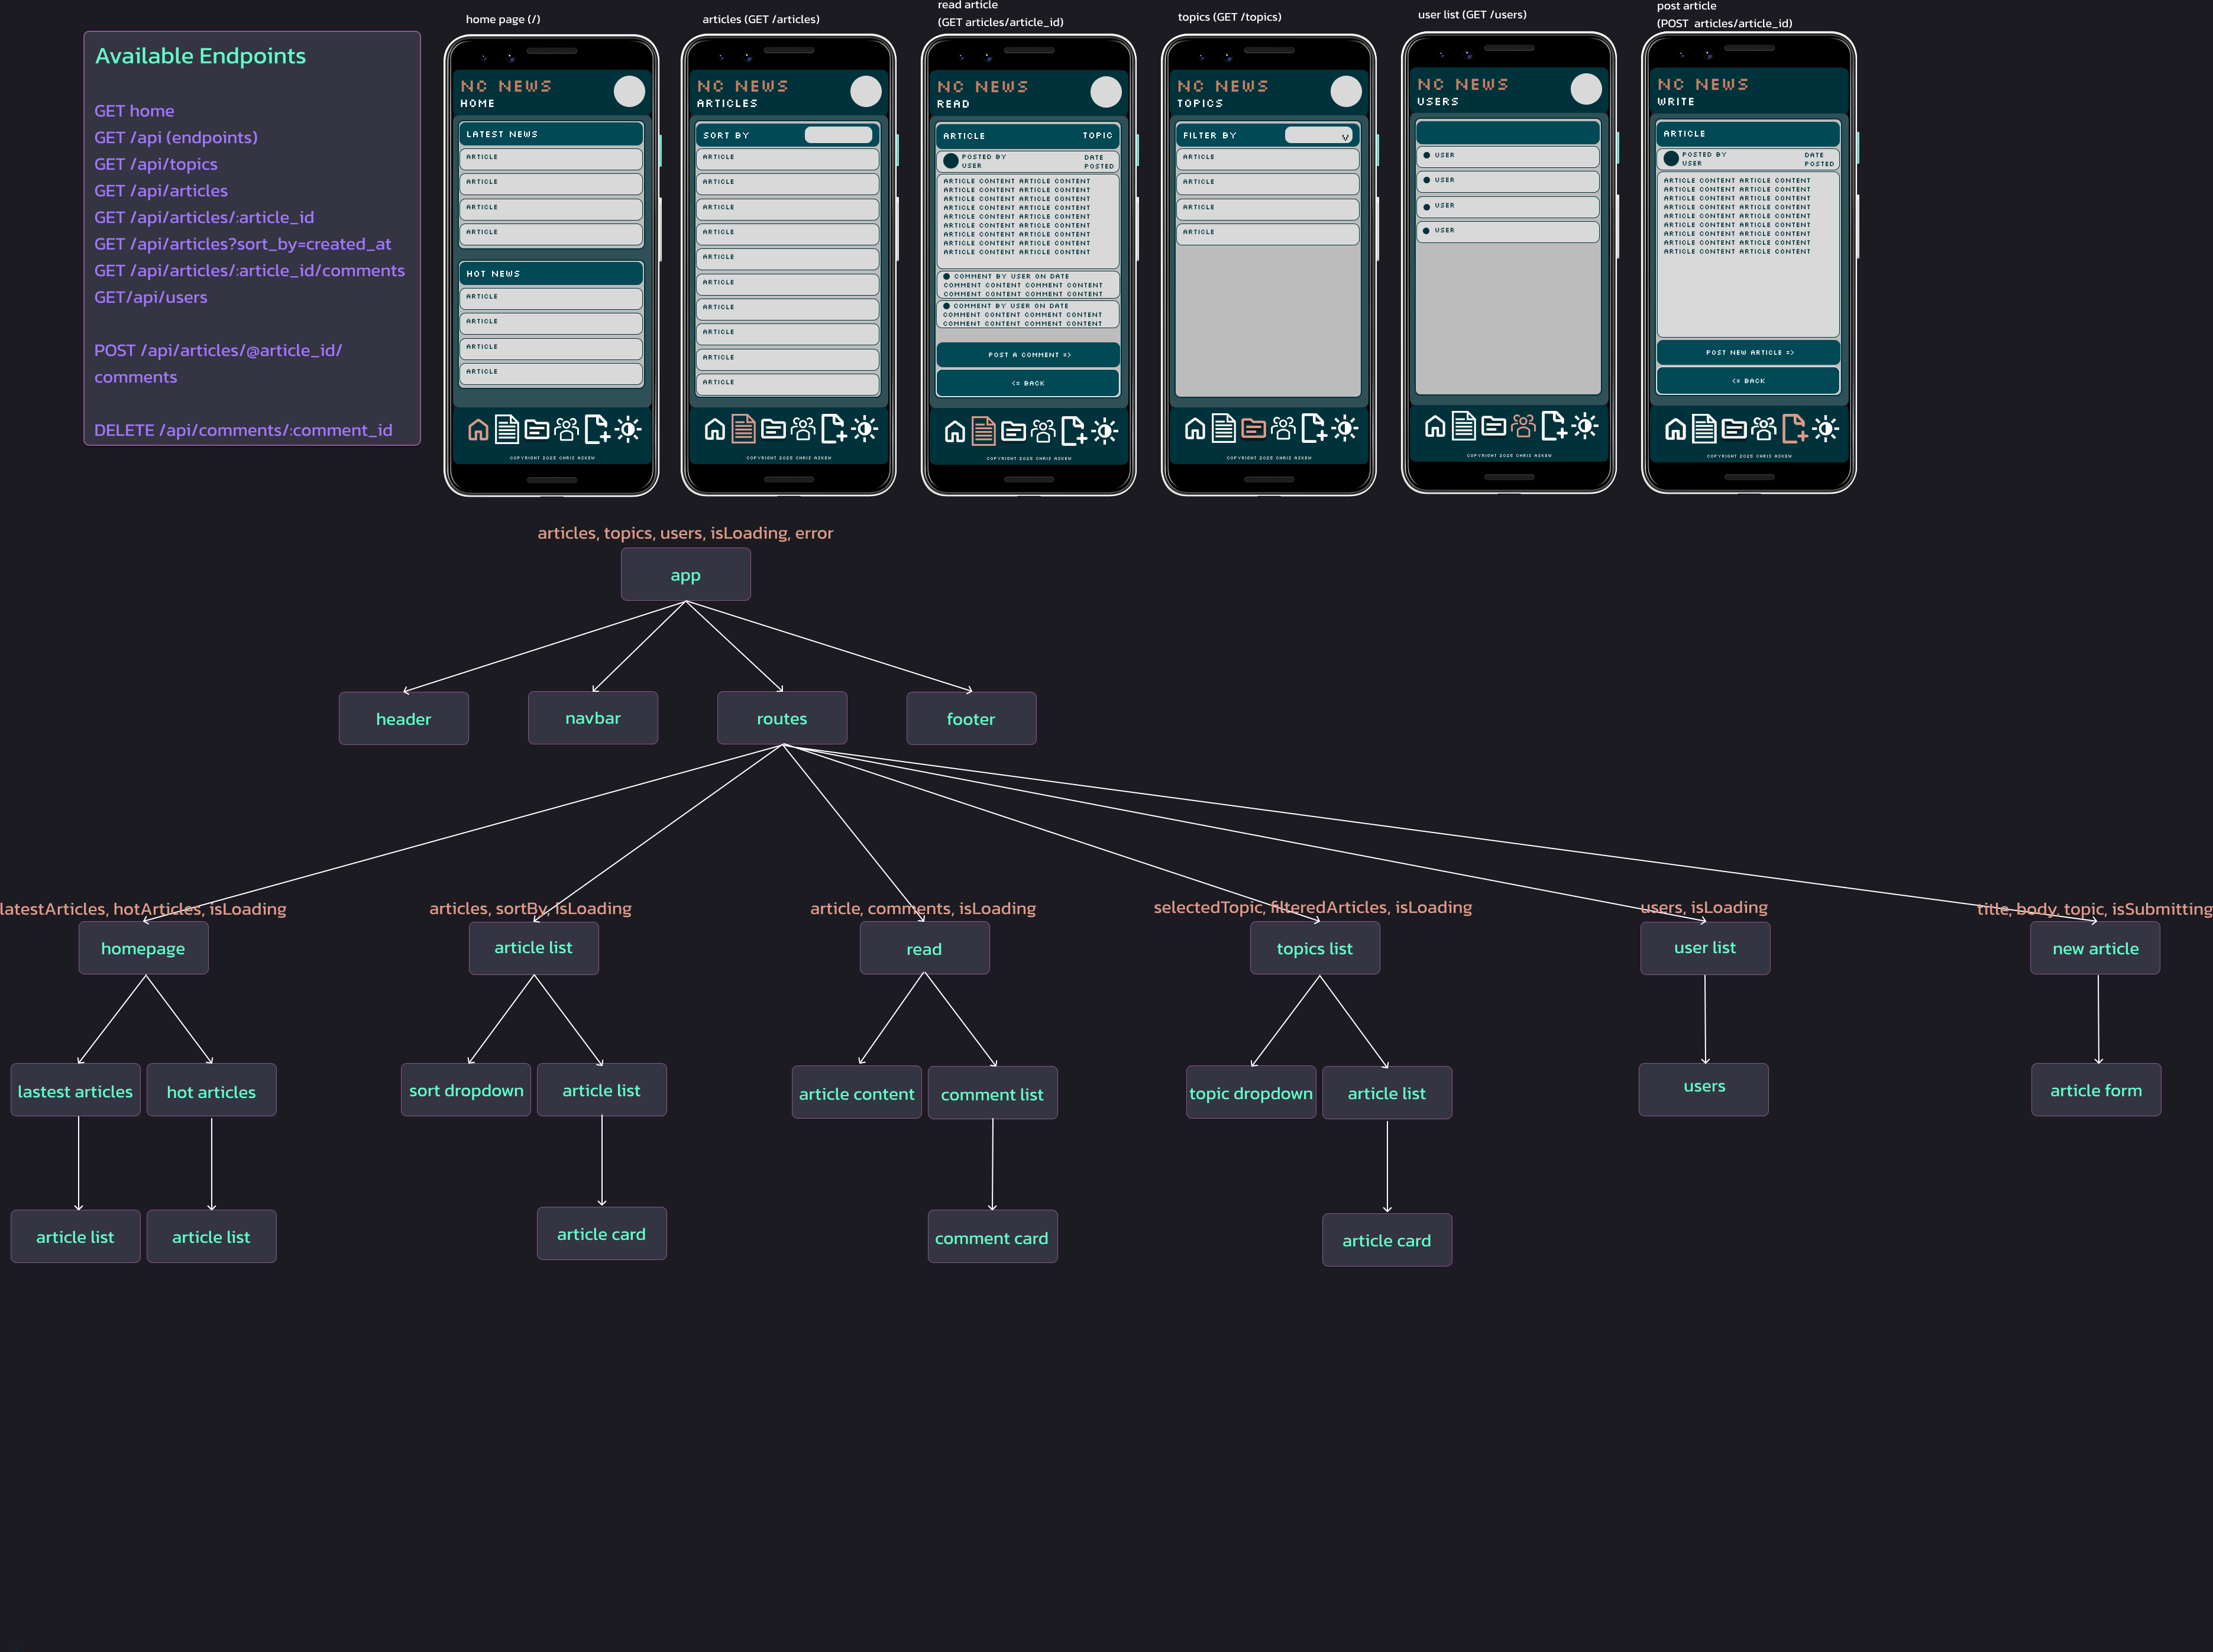 Available Endpoints
GET home
GET /api (endpoints)
GET /api/topics
GET /api/articles
GET /api/articles/:article_id
GET /api/articles?sort_by=created_at
GET /api/articles/:article_id/comments
GET/api/users
POST /api/articles/@article_id/
comments
DELETE /api/comments/:comment_id
home page (/)
NC NEWS
HOME
LATEST NEWS
ARTICLE
ARTICLE
ARTICLE
ARTICLE
HOT NEWS
ARTICLE
ARTICLE
ARTICLE
ARTICLE
COPYRIGHT 2025 CHRIS ASKEW
articles (GET /articles)
NC NEWS
ARTICLES
SORT BY
ARTICLE
ARTICLE
ARTICLE
ARTICLE
ARTICLE
ARTICLE
ARTICLE
ARTICLE
ARTICLE
ARTICLE
COPYRIGHT 2025 CHRIS ASKEW
read article
(GET articles/article_id)
NC NEWS
READ
ARTICLE TOPIC
POSTED BY DATE
USER POSTED
ARTICLE CONTENT ARTICLE CONTENT
ARTICLE CONTENT ARTICLE CONTENT
ARTICLE CONTENT ARTICLE CONTENT
ARTICLE CONTENT ARTICLE CONTENT
ARTICLE CONTENT ARTICLE CONTENT
ARTICLE CONTENT ARTICLE CONTENT
ARTICLE CONTENT ARTICLE CONTENT
ARTICLE CONTENT ARTICLE CONTENT
ARTICLE CONTENT ARTICLE CONTENT
COMMENT BY USER ON DATE
COMMENT CONTENT COMMENT CONTENT
COMMENT CONTENT COMMENT CONTENT
COMMENT BY USER ON DATE
COMMENT CONTENT COMMENT CONTENT
COMMENT CONTENT COMMENT CONTENT
POST A COMMENT =>
<= BACK
COPYRIGHT 2025 CHRIS ASKEW
topics (GET /topics)
NC NEWS
TOPICS
FILTER BY V
ARTICLE
ARTICLE
ARTICLE
ARTICLE
COPYRIGHT 2025 CHRIS ASKEW
user list (GET /users)
NC NEWS
USERS
USER
USER
USER
USER
COPYRIGHT 2025 CHRIS ASKEW
post article
(POST articles/article_id)
NC NEWS
WRITE
ARTICLE
POSTED BY DATE
USER POSTED
ARTICLE CONTENT ARTICLE CONTENT
ARTICLE CONTENT ARTICLE CONTENT
ARTICLE CONTENT ARTICLE CONTENT
ARTICLE CONTENT ARTICLE CONTENT
ARTICLE CONTENT ARTICLE CONTENT
ARTICLE CONTENT ARTICLE CONTENT
ARTICLE CONTENT ARTICLE CONTENT
ARTICLE CONTENT ARTICLE CONTENT
ARTICLE CONTENT ARTICLE CONTENT
POST NEW ARTICLE =>
<= BACK
COPYRIGHT 2025 CHRIS ASKEW
articles, topics, users, isLoading, error
app
header
navbar
routes
footer
latestArticles, hotArticles, isLoading
articles, sortBy, isLoading
article, comments, isLoading
selectedTopic, filteredArticles, isLoading
users, isLoading
title, body, topic, isSubmitting
homepage
article list
read
topics list
user list
new article
lastest articles
hot articles
sort dropdown
article list
article content
comment list
topic dropdown
article list
users
article form
article list
article list
article card
comment card
article card